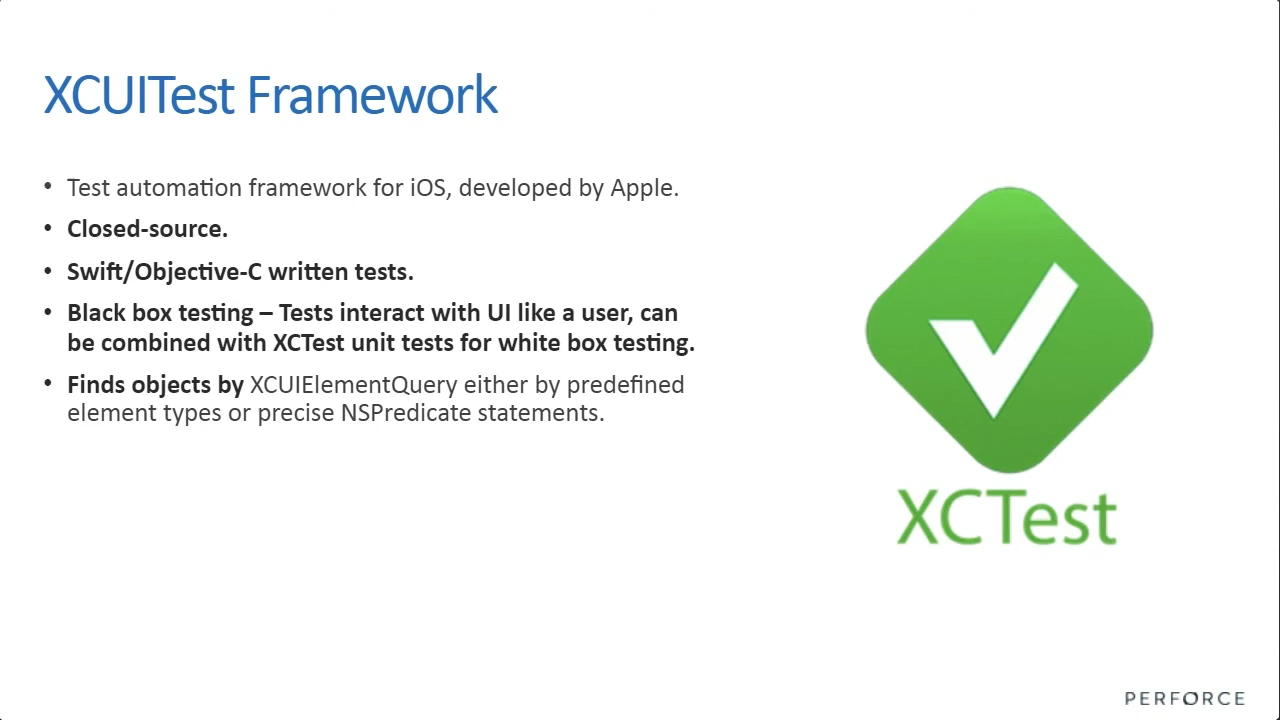 XCUITest Framework
• Test automation framework for iOS, developed by Apple.
• Closed-source.
• Swift/Objective-C written tests.
• Black box testing – Tests interact with UI like a user, can
be combined with XCTest unit tests for white box testing.
• Finds objects by XCUIElementQuery either by predefined
element types or precise NSPredicate statements.
XCTest
PERFORCE